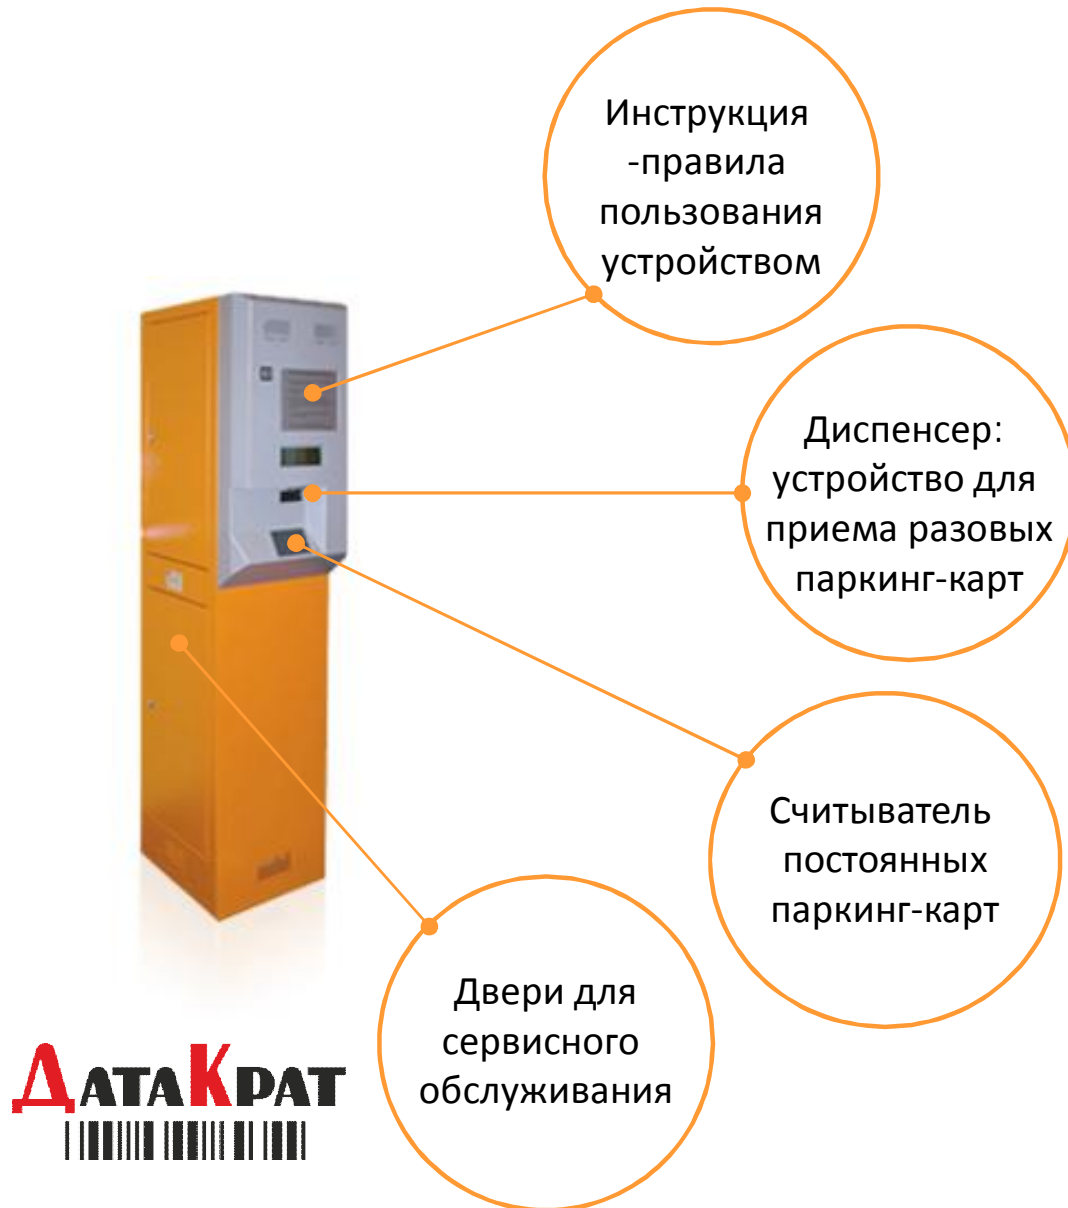 Инструкция
-правила
пользования
устройством
Диспенсер:
устройство для
приема разовых
паркинг-карт
Считыватель
постоянных
паркинг-карт
Двери для
сервисного
обслуживания
ДАТАКРАТ